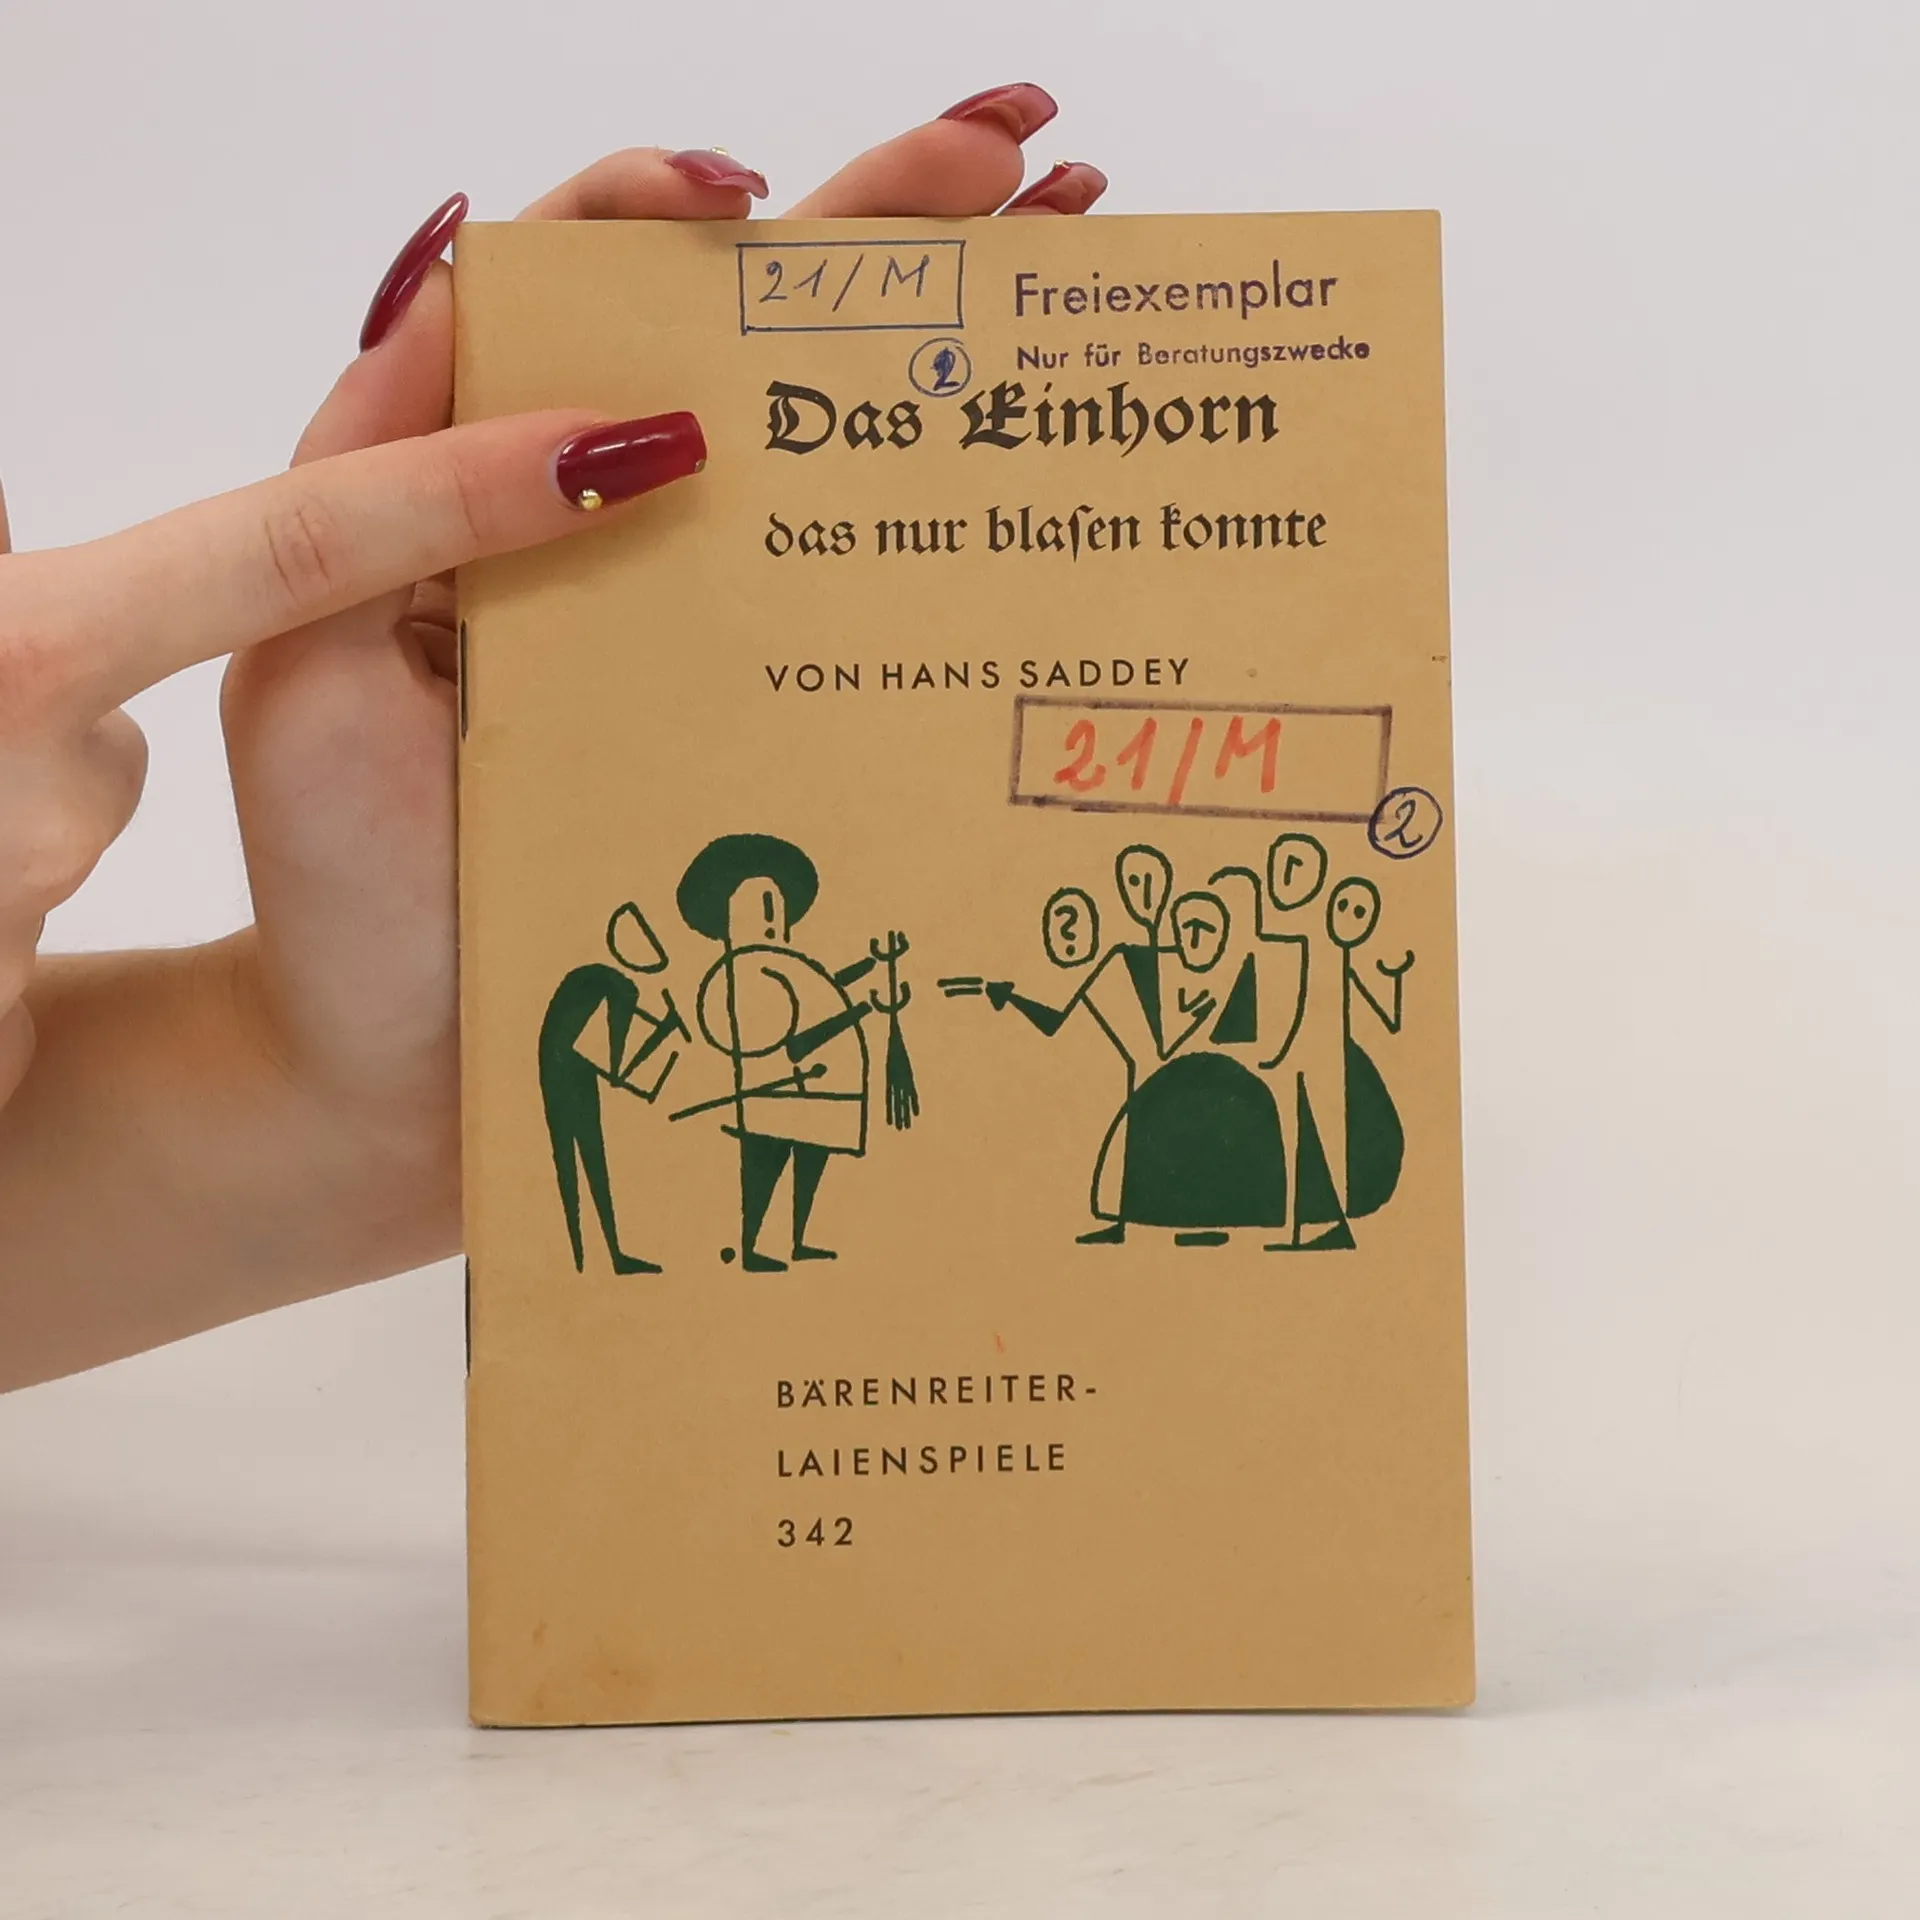 21/M
Freiexemplar
2
Nur für Beratungszwecke
Das Einhorn
das nur blaſen konnte
VON HANS SADDEY
21/M
2
?
BÄRENREITER-
LAIENSPIELE
342